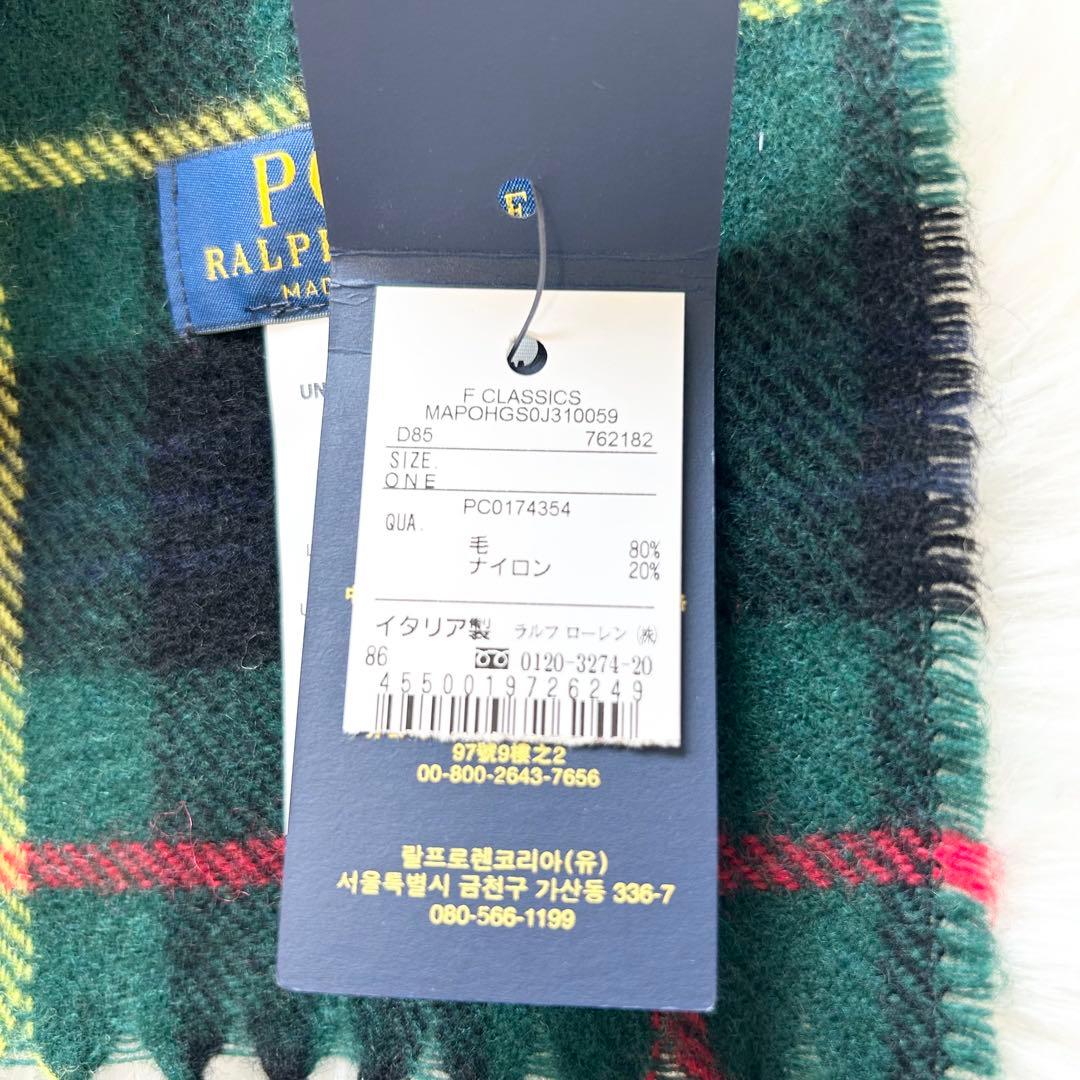 RALP
MAD
UN
F CLASSICS
MAPOHGS0J310059
D85 762182
SIZE.
ONE
PC0174354
QUA.
毛 80%
ナイロン 20%
イタリア製 ラルフ ローレン ㈱
86 0120-3274-20
4550019726249
97號9樓之2
00-800-2643-7656
랄프로렌코리아(유)
서울특별시 금천구 가산동 336-7
080-566-1199